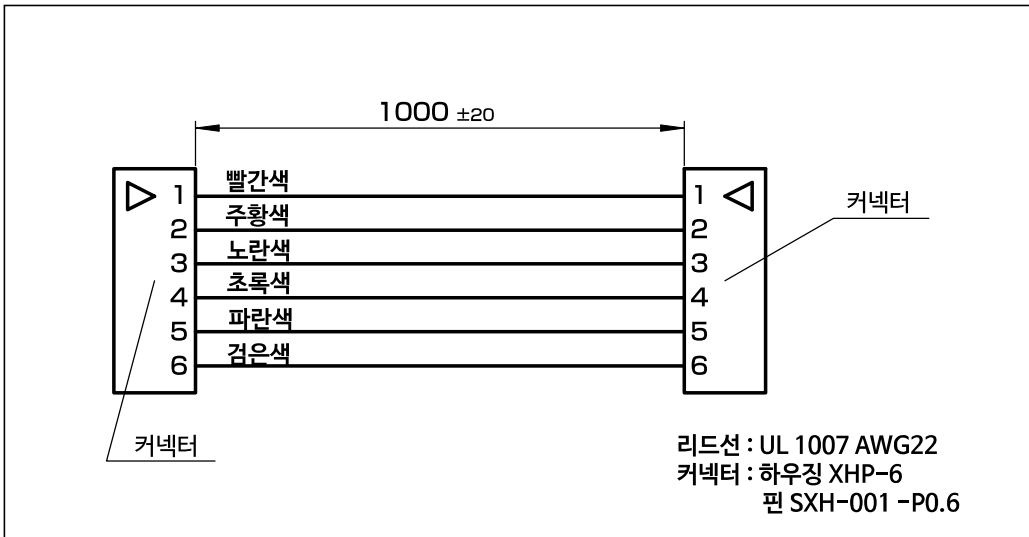 1000 ±20
빨간색
1 1
주황색
2 2
노란색
3 3
초록색
4 4
파란색
5 5
검은색
6 6
커넥터
커넥터
리드선 : UL 1007 AWG22
커넥터 : 하우징 XHP-6
핀 SXH-001 -P0.6